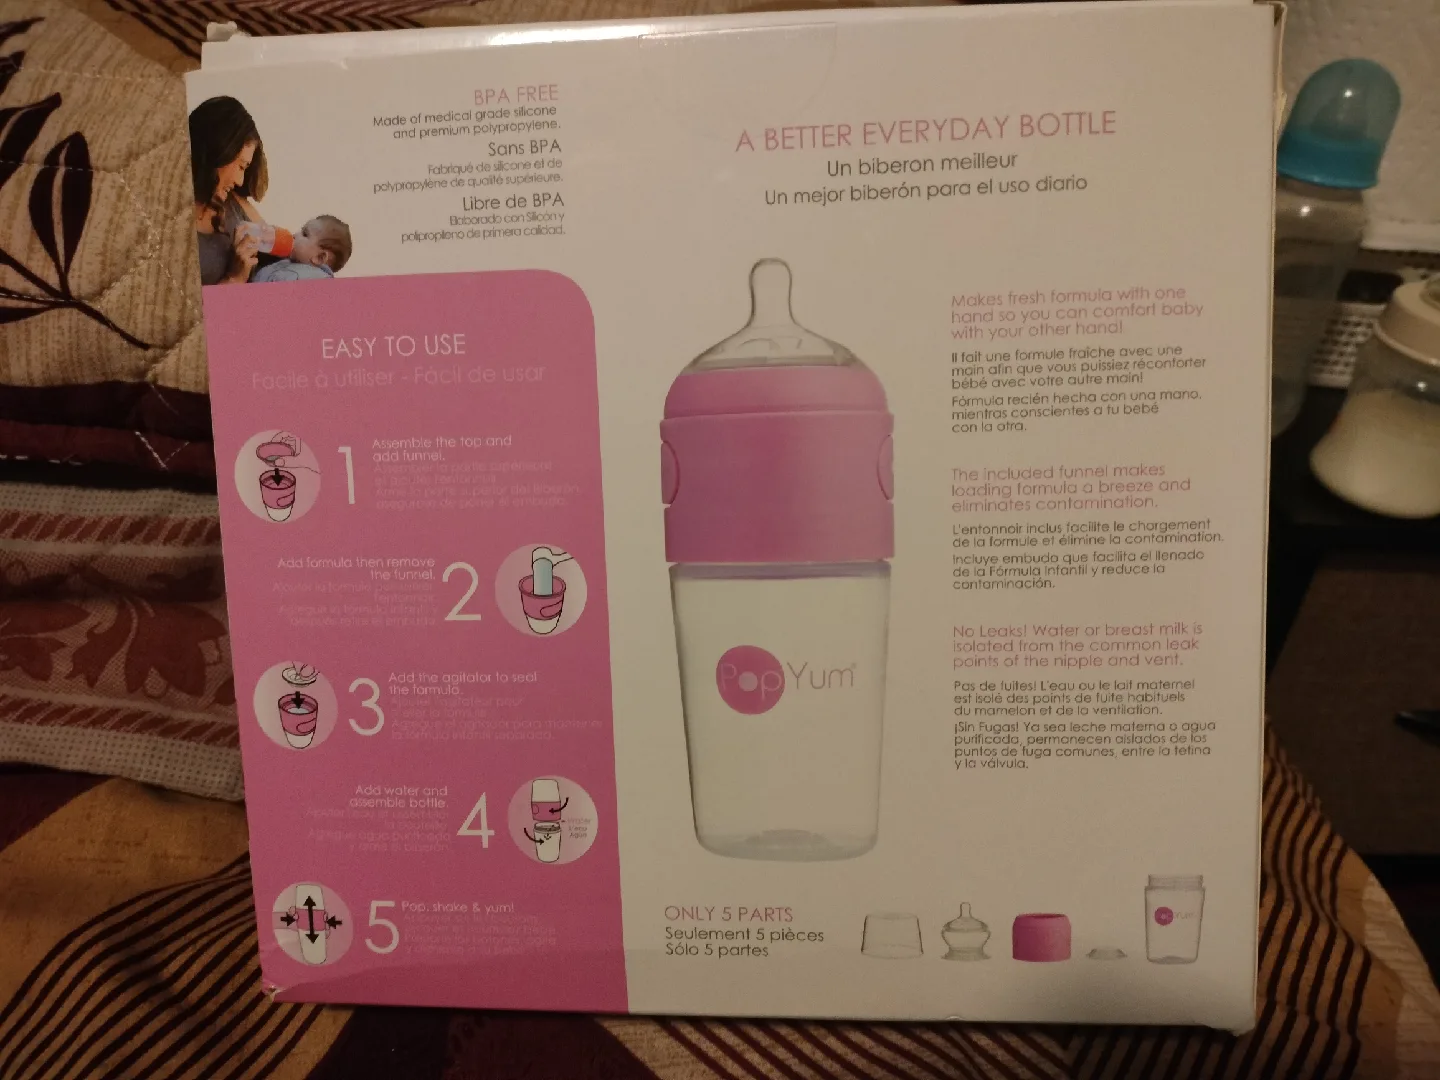 BPA FREE
Made of medical grade silicone
and premium polypropylene.
Sans BPA
Fabriqué de silicone et de
polypropylène de qualité supérieure.
Libre de BPA
Elaborado con Silicón y
polipropileno de primera calidad.
A BETTER EVERYDAY BOTTLE
Un biberon meilleur
Un mejor biberón para el uso diario
EASY TO USE
Facile à utiliser - Fácil de usar
1
Assemble the top and
add funnel.
2
Add formula then remove
the funnel.
3
Add the agitator to seal
the formula.
4
Add water and
assemble bottle.
Water
L'eau
Agua
5
Pop, shake & yum!
PopYum®
Makes fresh formula with one
hand so you can comfort baby
with your other hand!
Il fait une formule fraîche avec une
main afin que vous puissiez réconforter
bébé avec votre autre main!
Fórmula recién hecha con una mano,
mientras conscientes a tu bebé
con la otra.
The included funnel makes
loading formula a breeze and
eliminates contamination.
L'entonnoir inclus facilite le chargement
de la formule et élimine la contamination.
Incluye embudo que facilita el llenado
de la Fórmula Infantil y reduce la
contaminación.
No Leaks! Water or breast milk is
isolated from the common leak
points of the nipple and vent.
Pas de fuites! L'eau ou le lait maternel
est isolé des points de fuite habituels
du mamelon et de la ventilation.
¡Sin Fugas! Ya sea leche materna o agua
purificada, permanecen aislados de los
puntos de fuga comunes, entre la tetina
y la válvula.
ONLY 5 PARTS
Seulement 5 pièces
Sólo 5 partes
PopYum